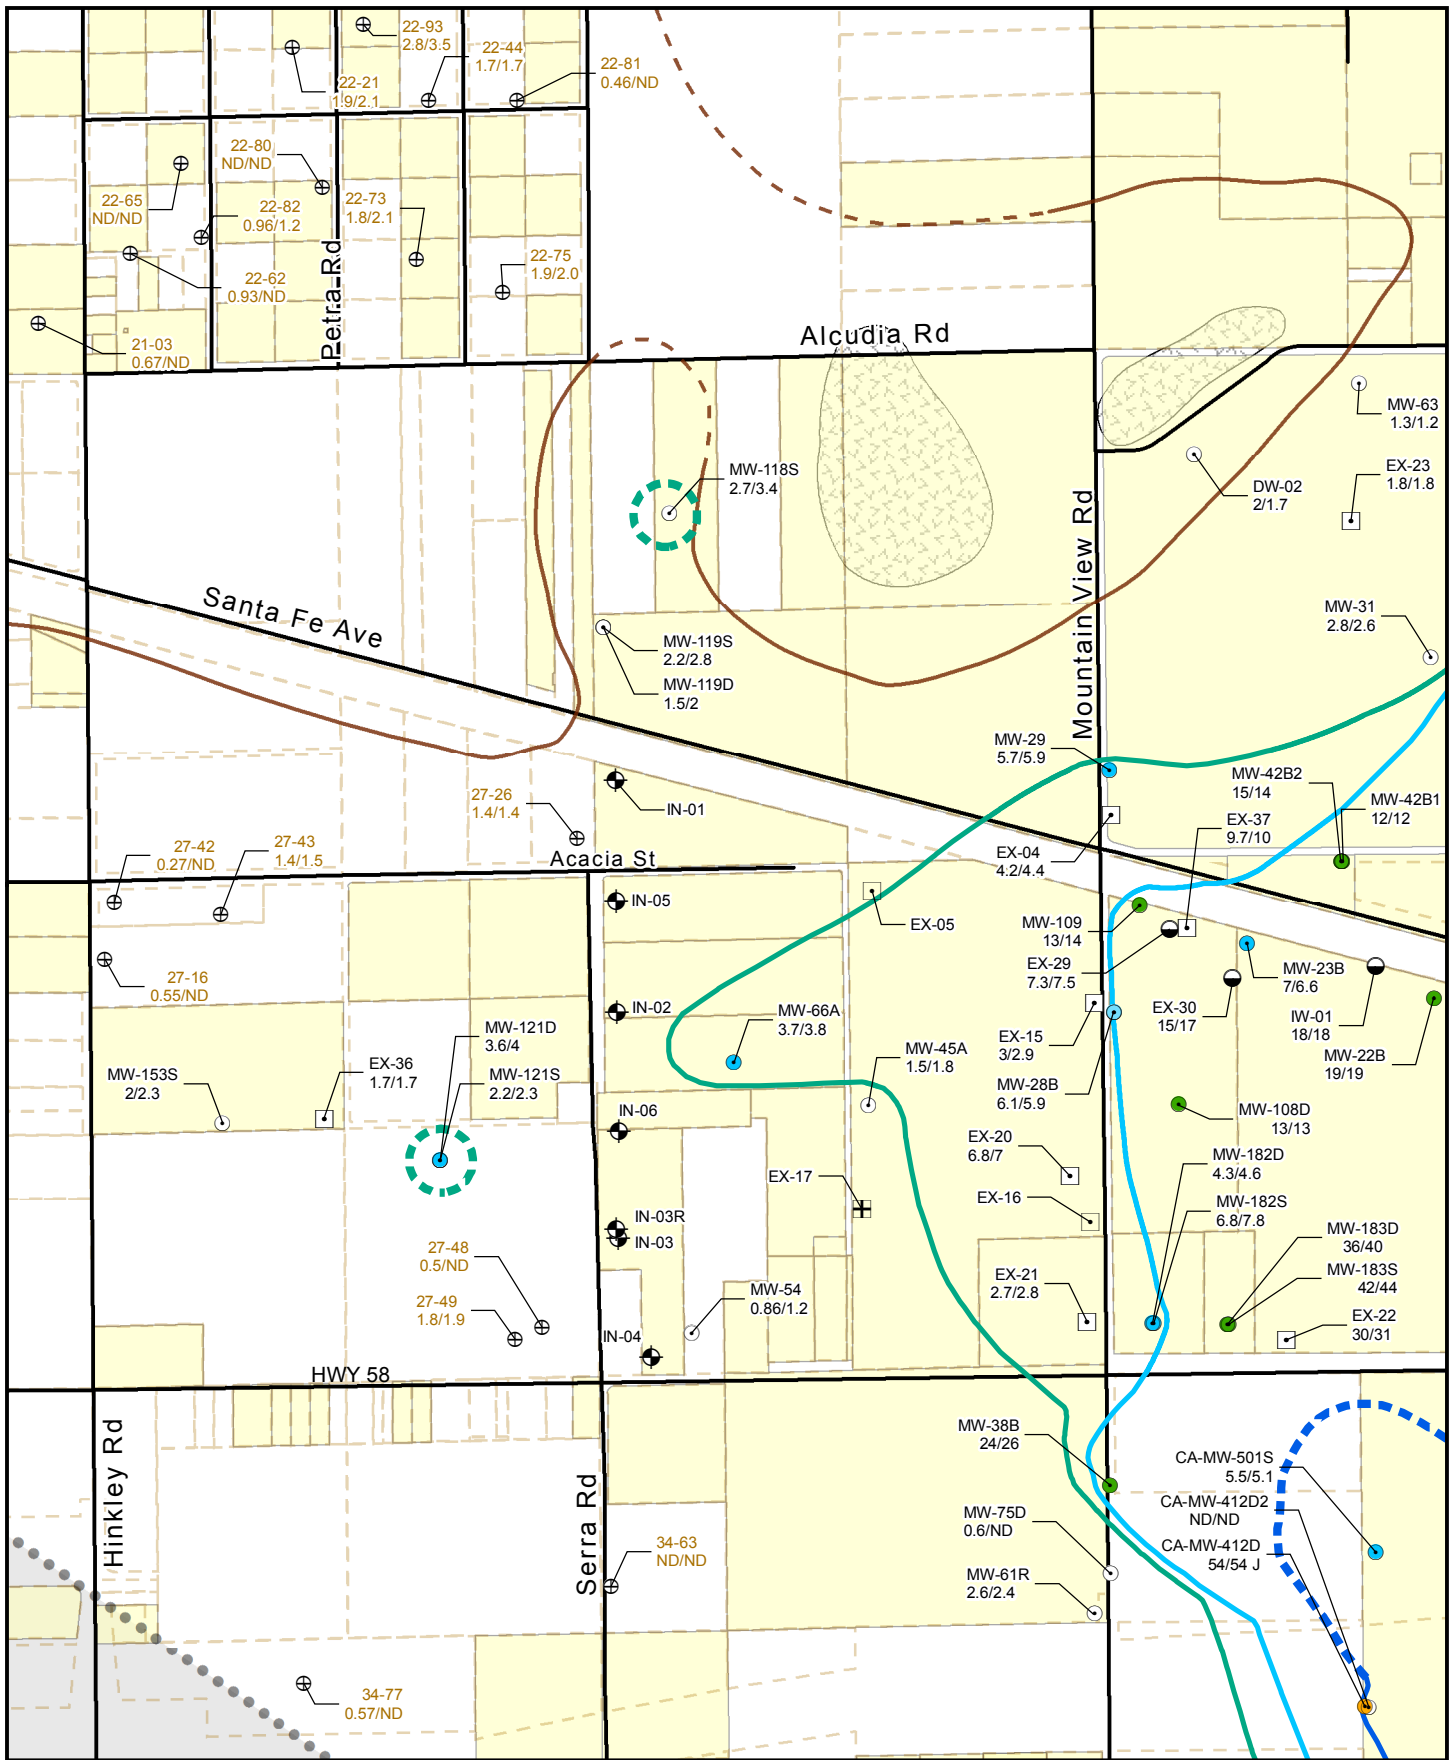 22-93
2.8/3.5
22-44
1.7/1.7
22-81
0.46/ND
22-21
1.9/2.1
22-80
ND/ND
22-65
ND/ND
22-82
0.96/1.2
22-73
1.8/2.1
22-75
1.9/2.0
22-62
0.93/ND
21-03
0.67/ND
Petra Rd
Alcudia Rd
MW-63
1.3/1.2
EX-23
1.8/1.8
DW-02
2/1.7
MW-118S
2.7/3.4
Mountain View Rd
Santa Fe Ave
MW-31
2.8/2.6
MW-119S
2.2/2.8
MW-119D
1.5/2
MW-29
5.7/5.9
MW-42B2
15/14
MW-42B1
12/12
27-26
1.4/1.4
IN-01
EX-37
9.7/10
27-42
0.27/ND
27-43
1.4/1.5
Acacia St
EX-04
4.2/4.4
IN-05
EX-05
MW-109
13/14
EX-29
7.3/7.5
MW-23B
7/6.6
27-16
0.55/ND
IN-02
MW-66A
3.7/3.8
EX-30
15/17
IW-01
18/18
MW-22B
19/19
MW-121D
3.6/4
EX-15
3/2.9
MW-45A
1.5/1.8
MW-153S
2/2.3
EX-36
1.7/1.7
MW-121S
2.2/2.3
MW-28B
6.1/5.9
IN-06
MW-108D
13/13
EX-20
6.8/7
MW-182D
4.3/4.6
EX-17
EX-16
MW-182S
6.8/7.8
IN-03R
IN-03
MW-183D
36/40
27-48
0.5/ND
MW-183S
42/44
EX-21
2.7/2.8
MW-54
0.86/1.2
27-49
1.8/1.9
EX-22
30/31
IN-04
HWY 58
Hinkley Rd
MW-38B
24/26
CA-MW-501S
5.5/5.1
Serra Rd
CA-MW-412D2
ND/ND
MW-75D
0.6/ND
CA-MW-412D
54/54 J
34-63
ND/ND
MW-61R
2.6/2.4
34-77
0.57/ND